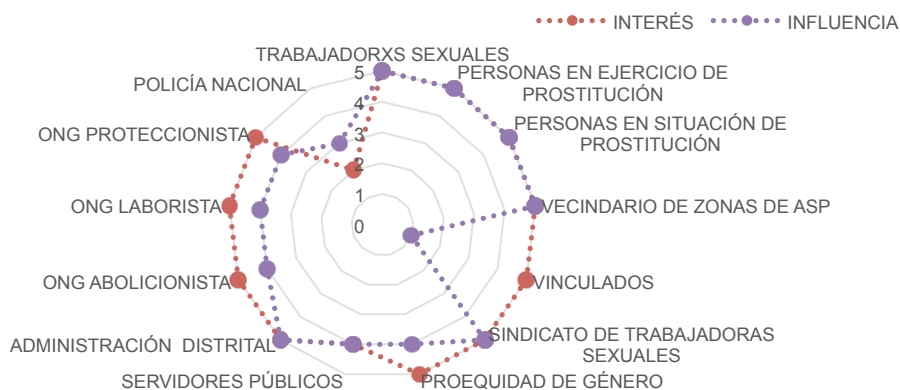 INTERÉS
INFLUENCIA
TRABAJADORXS SEXUALES
PERSONAS EN EJERCICIO DE
PROSTITUCIÓN
PERSONAS EN SITUACIÓN DE
PROSTITUCIÓN
VECINDARIO DE ZONAS DE ASP
VINCULADOS
SINDICATO DE TRABAJADORAS
SEXUALES
PROEQUIDAD DE GÉNERO
SERVIDORES PÚBLICOS
ADMINISTRACIÓN DISTRITAL
ONG ABOLICIONISTA
ONG LABORISTA
ONG PROTECCIONISTA
POLICÍA NACIONAL
5
4
3
2
1
0